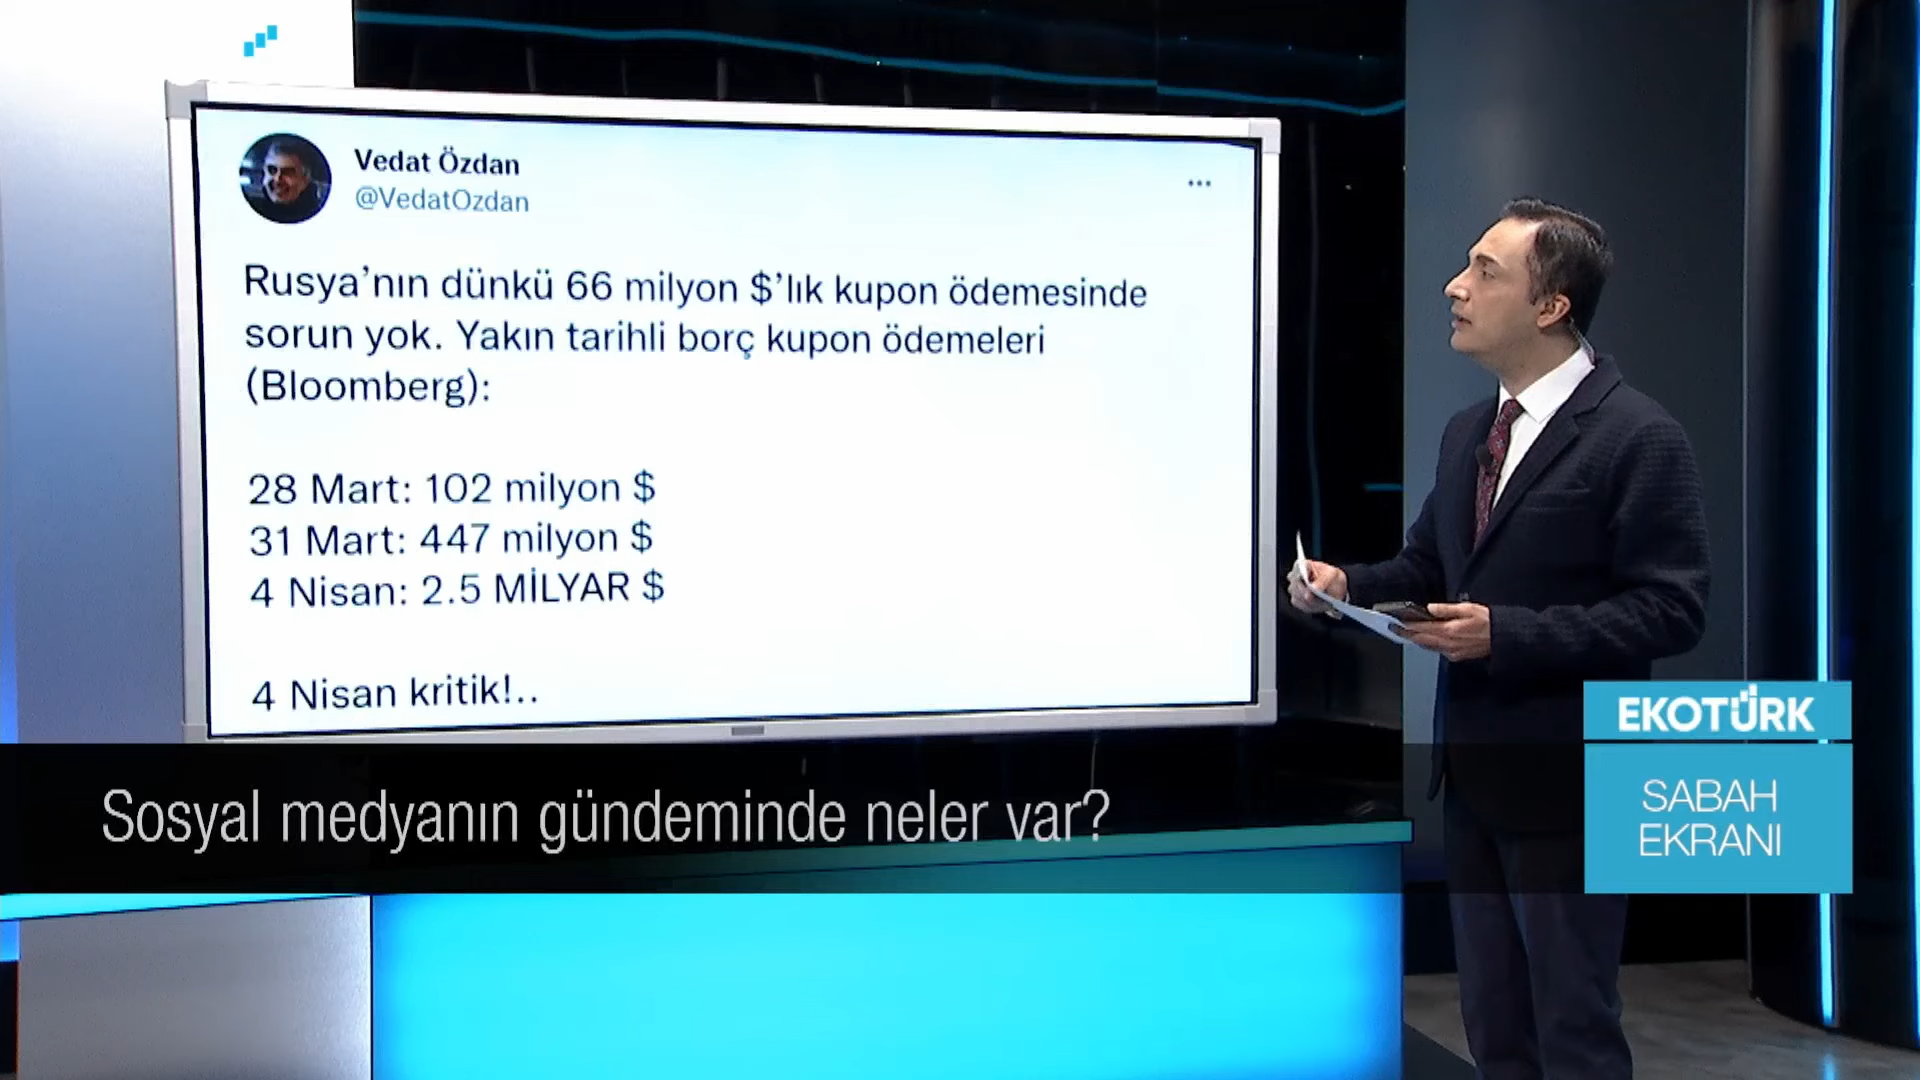 Vedat Özdan
@VedatOzdan
Rusya'nın dünkü 66 milyon $'lık kupon ödemesinde
sorun yok. Yakın tarihli borç kupon ödemeleri
(Bloomberg):
28 Mart: 102 milyon $
31 Mart: 447 milyon $
4 Nisan: 2.5 MİLYAR $
4 Nisan kritik!..
EKOTÜRK
SABAH
EKRANI
Sosyal medyanın gündeminde neler var?